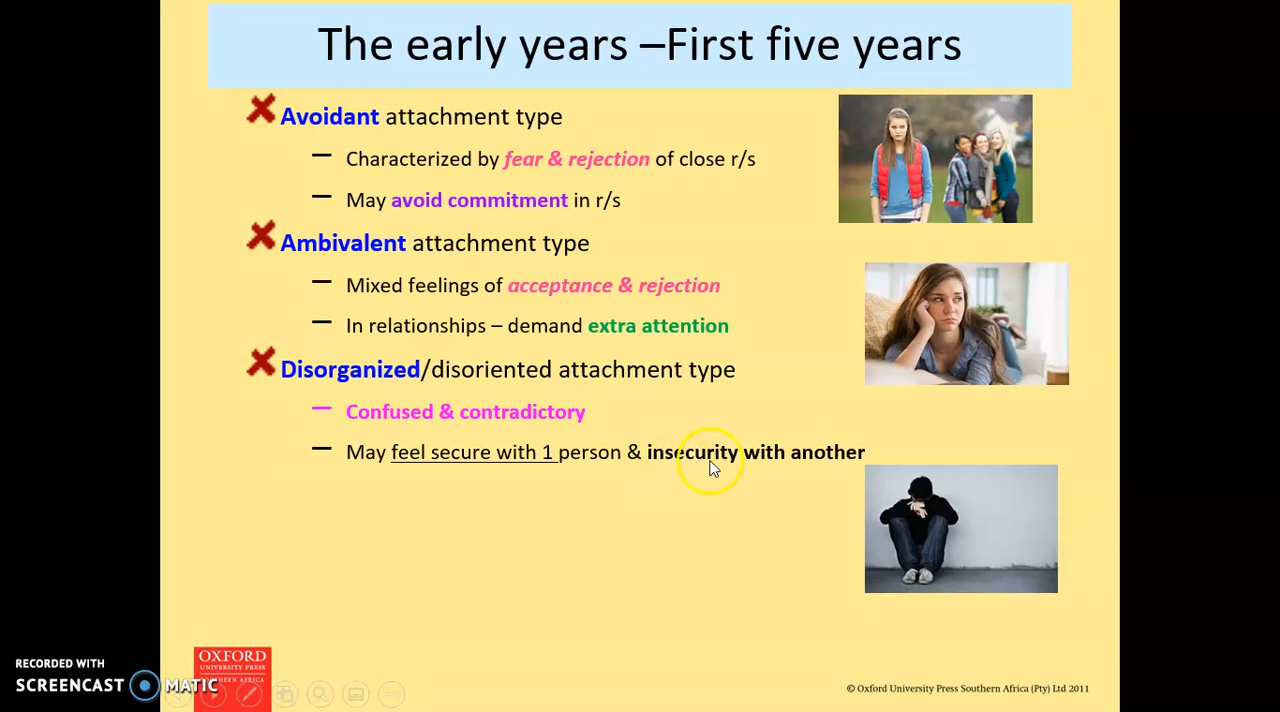 The early years –First five years
Avoidant attachment type
– Characterized by fear & rejection of close r/s
– May avoid commitment in r/s
Ambivalent attachment type
– Mixed feelings of acceptance & rejection
– In relationships – demand extra attention
Disorganized/disoriented attachment type
– Confused & contradictory
– May feel secure with 1 person & insecurity with another
OXFORD
UNIVERSITY PRESS
RECORDED WITH
SCREENCAST MATIC
© Oxford University Press Southern Africa (Pty) Ltd 2011